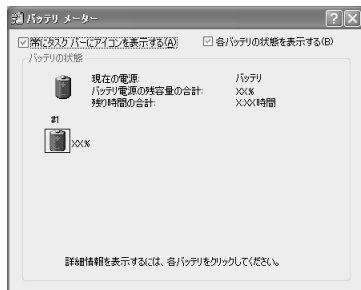 バッテリ メーター
常にタスク バーにアイコンを表示する(A)
各バッテリの状態を表示する(B)
バッテリの状態
現在の電源: バッテリ
バッテリ電源の残容量の合計: XX%
残り時間の合計: X:XX時間
#1
XX%
詳細情報を表示するには、各バッテリをクリックしてください。